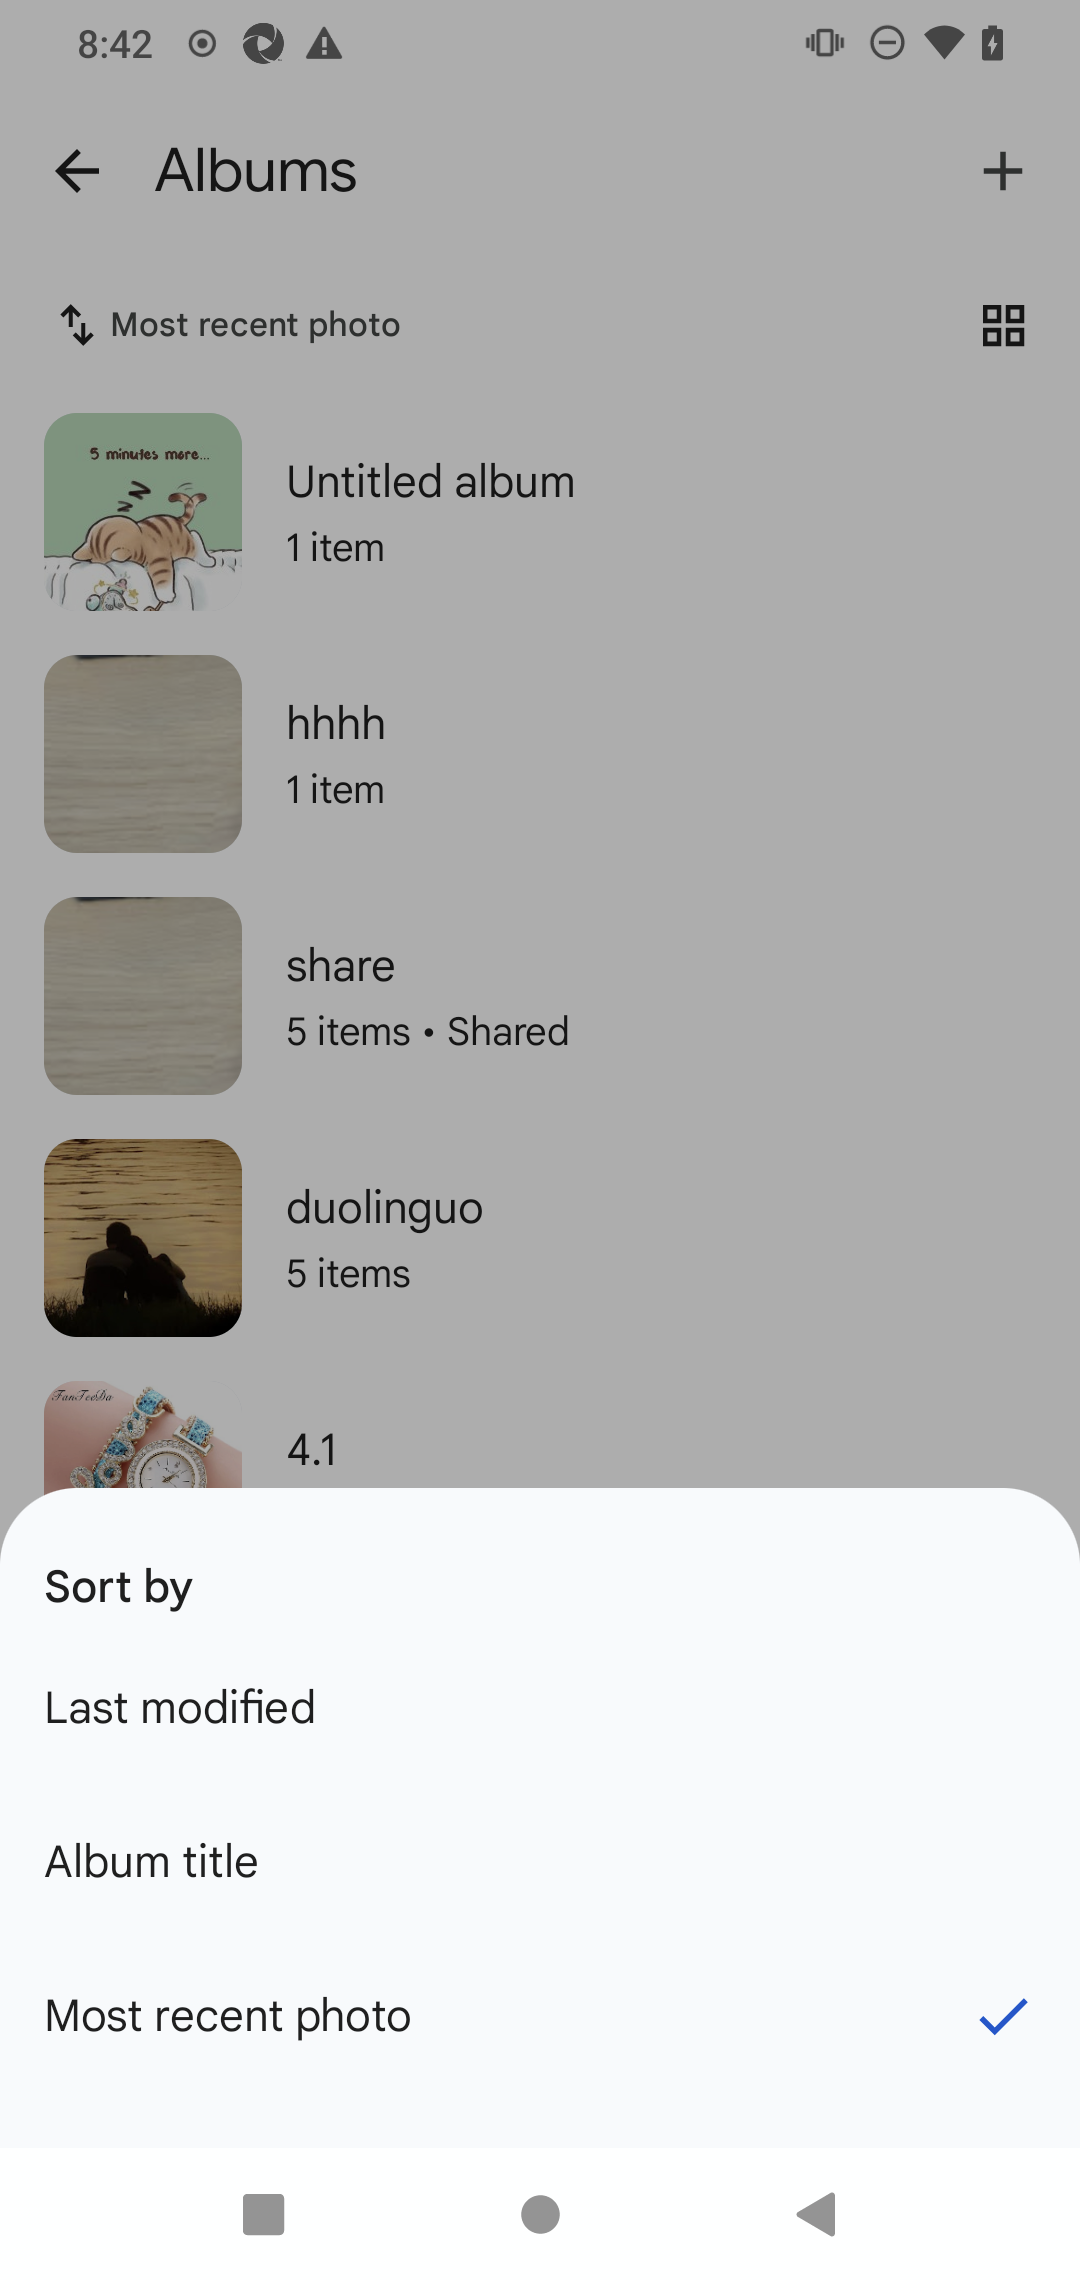 8:42
Albums
Most recent photo
5 minutes more...
Untitled album
1 item
hhhh
1 item
share
5 items • Shared
duolinguo
5 items
FanTeeDa
4.1
Sort by
Last modified
Album title
Most recent photo